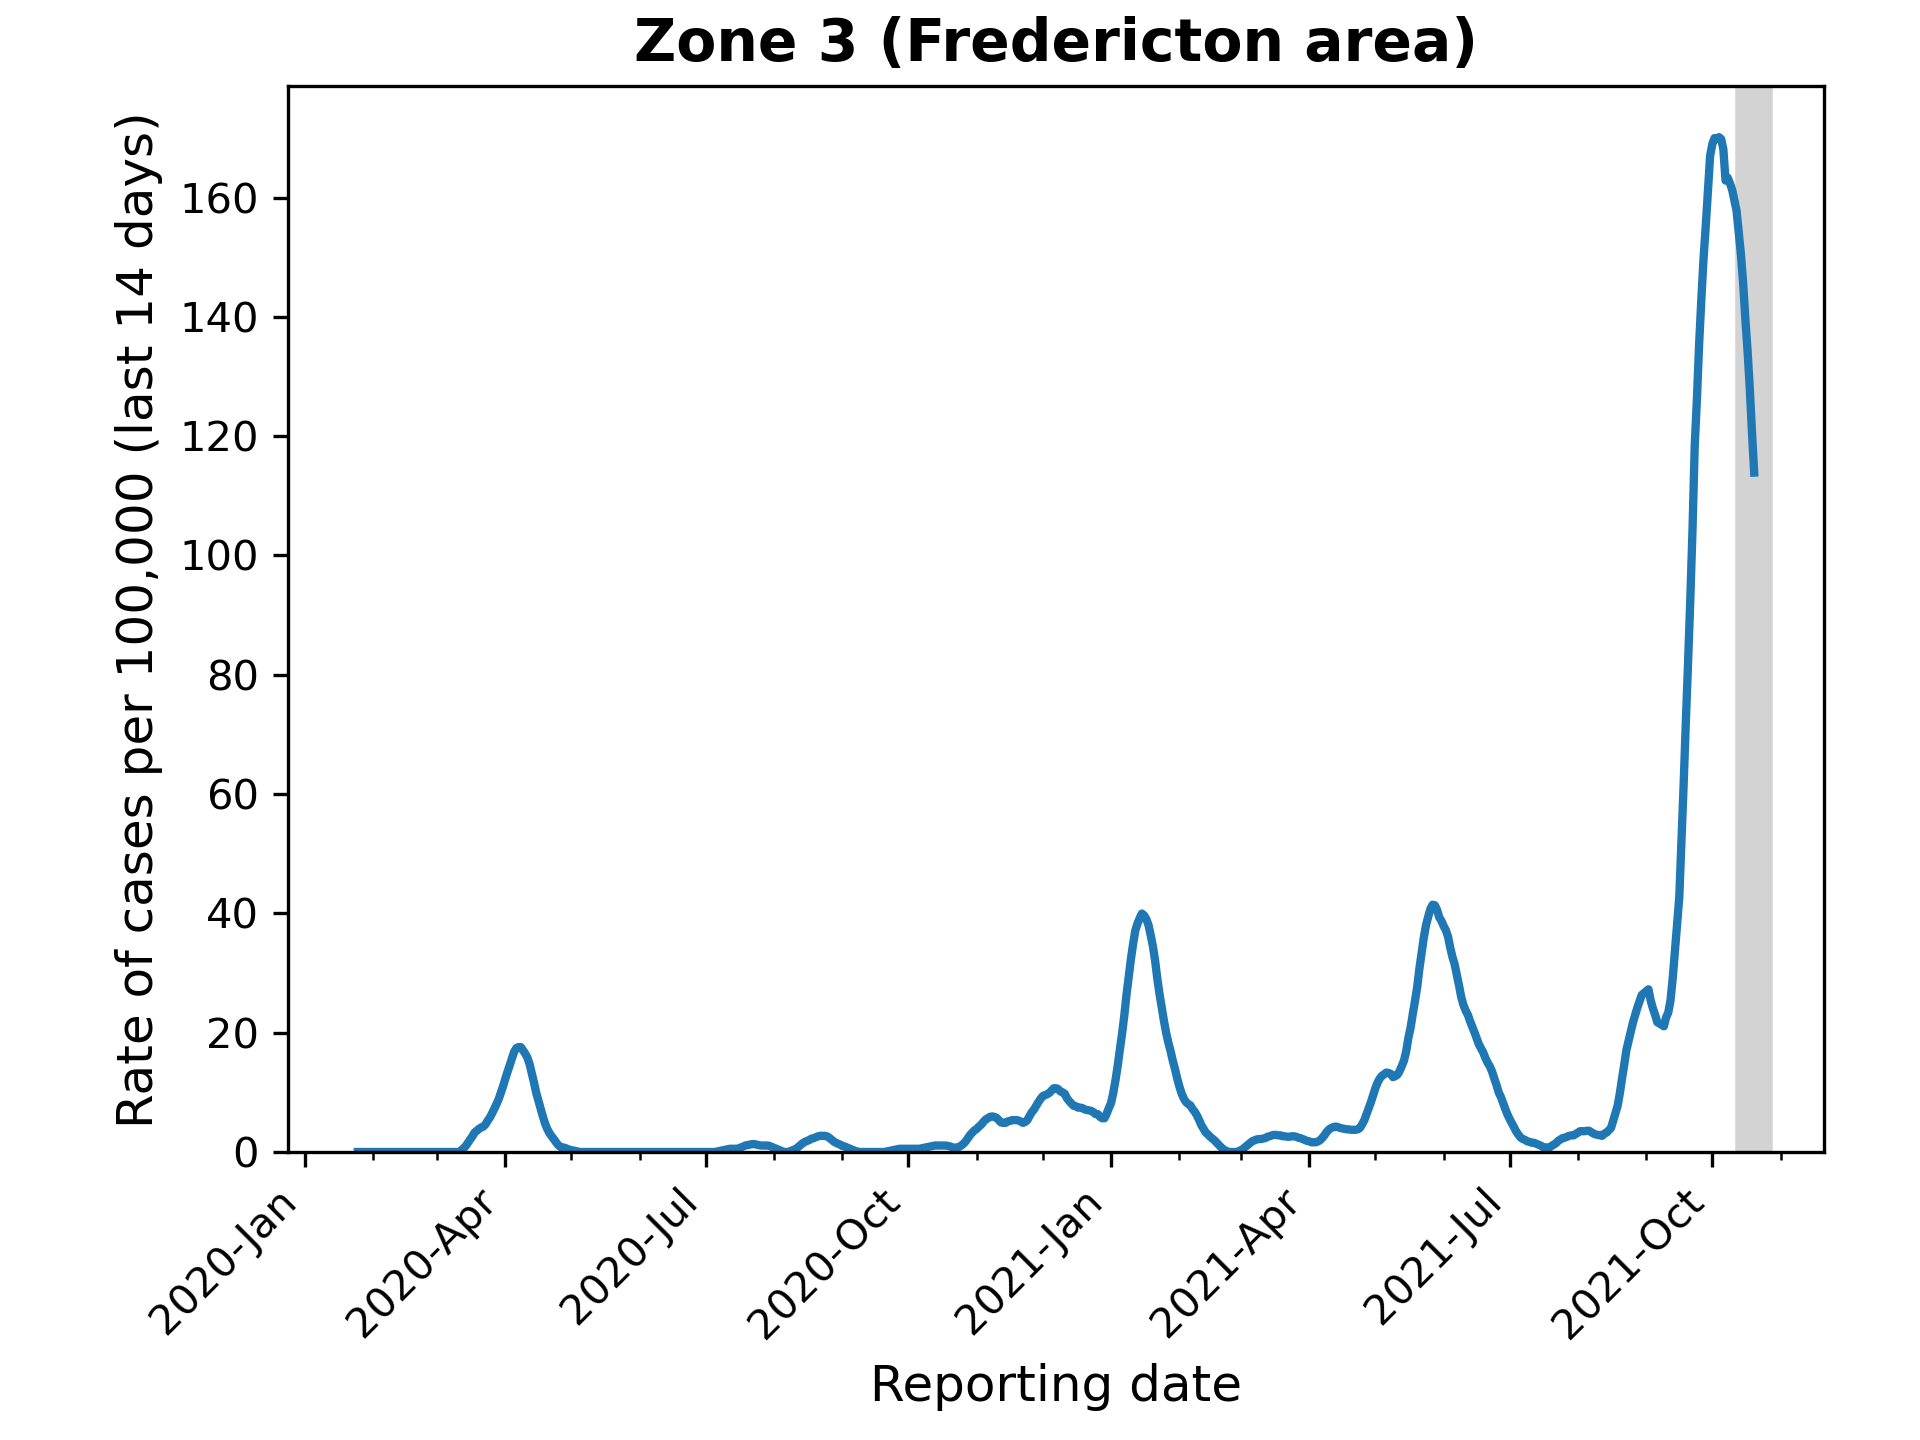 Zone 3 (Fredericton area)
Rate of cases per 100,000 (last 14 days)
160
140
120
100
80
60
40
20
0
2020-Jan
2020-Apr
2020-Jul
2020-Oct
2021-Jan
2021-Apr
2021-Jul
2021-Oct
Reporting date